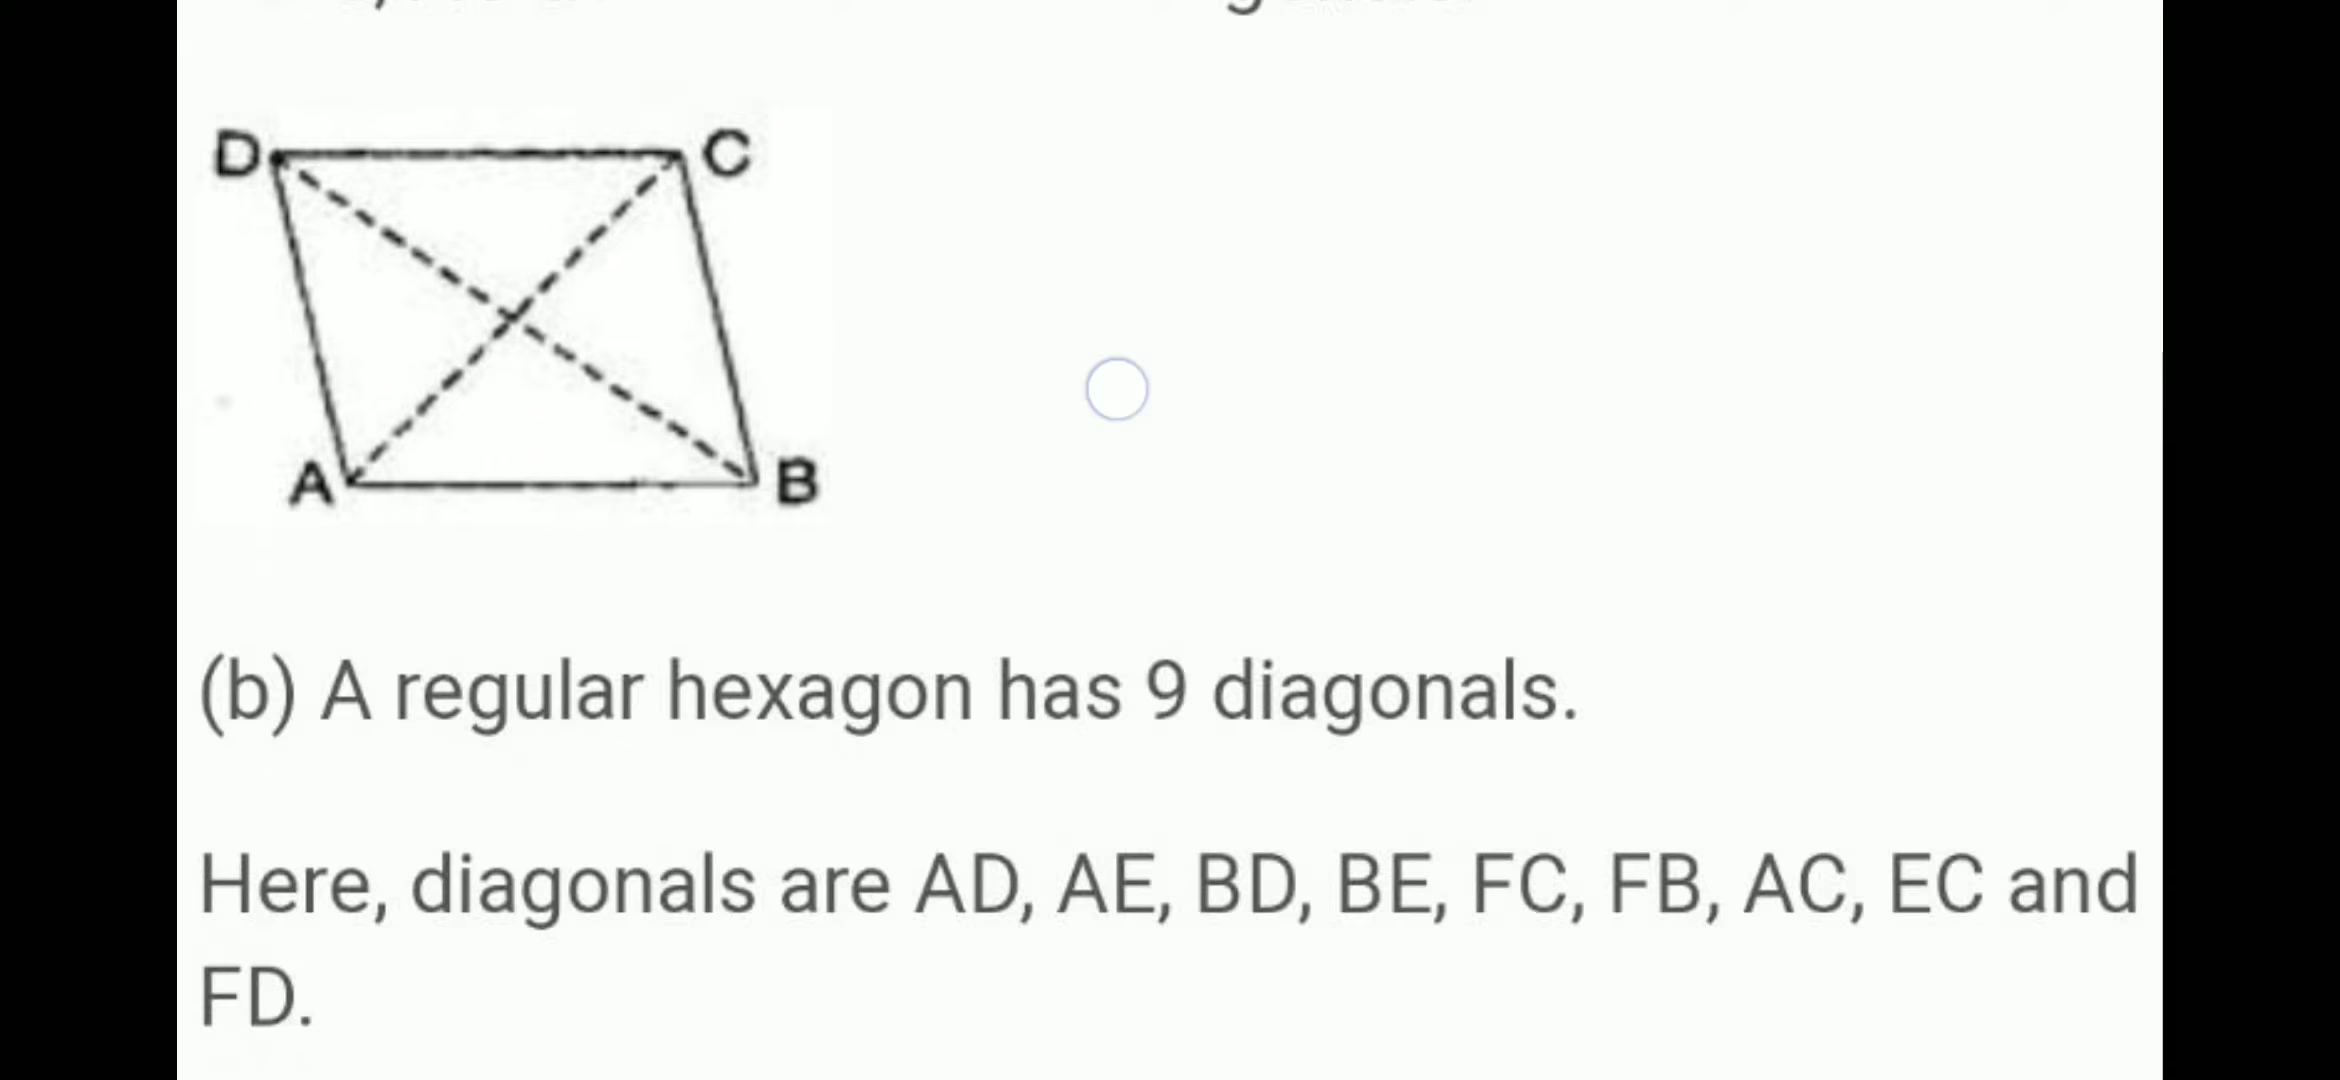 D C
A B
(b) A regular hexagon has 9 diagonals.
Here, diagonals are AD, AE, BD, BE, FC, FB, AC, EC and
FD.